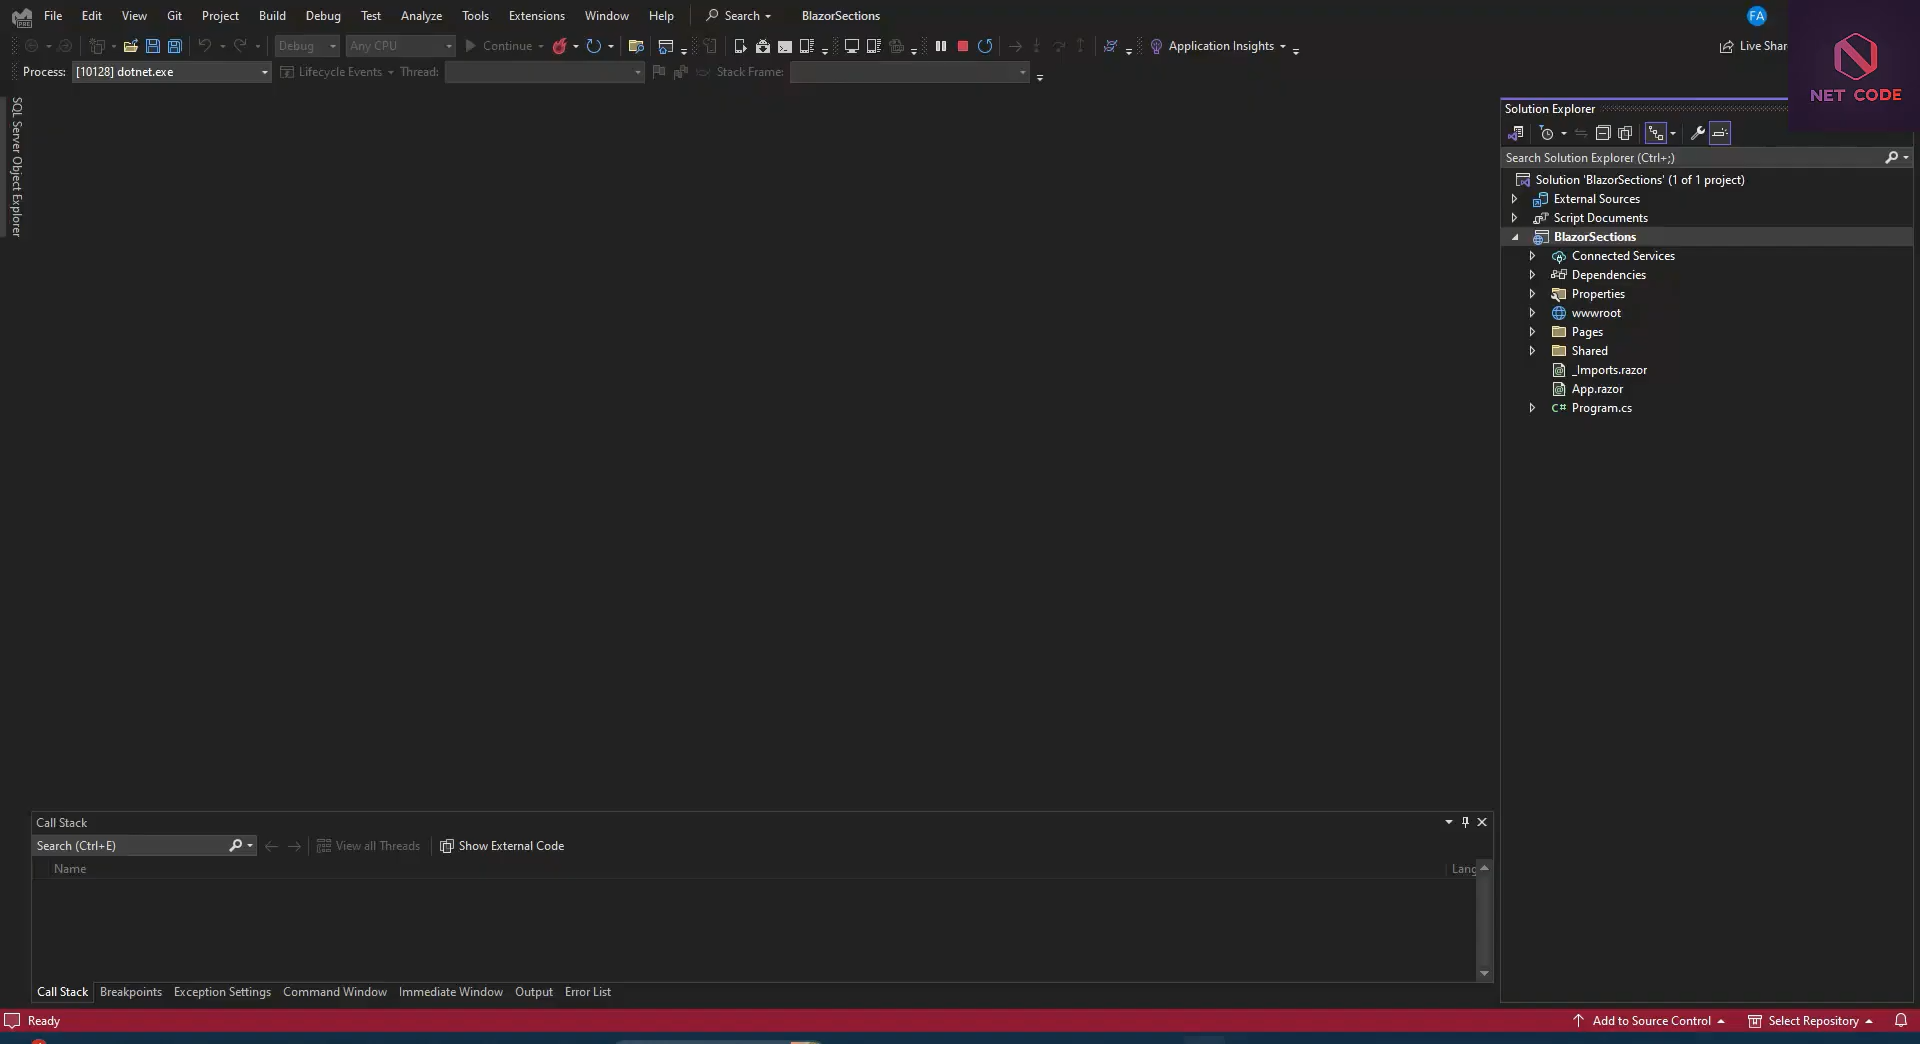 File Edit View Git Project Build Debug Test Analyze Tools Extensions Window Help Search BlazorSections FA
Debug Any CPU Continue Application Insights Live Shar
Process: [10128] dotnet.exe Lifecycle Events Thread: Stack Frame:
NET CODE
SQL Server Object Explorer
Solution Explorer
Search Solution Explorer (Ctrl+;)
Solution 'BlazorSections' (1 of 1 project)
External Sources
Script Documents
BlazorSections
Connected Services
Dependencies
Properties
wwwroot
Pages
Shared
_Imports.razor
App.razor
C# Program.cs
Call Stack
Search (Ctrl+E) View all Threads Show External Code
Name Lang
Call Stack Breakpoints Exception Settings Command Window Immediate Window Output Error List
Ready Add to Source Control Select Repository